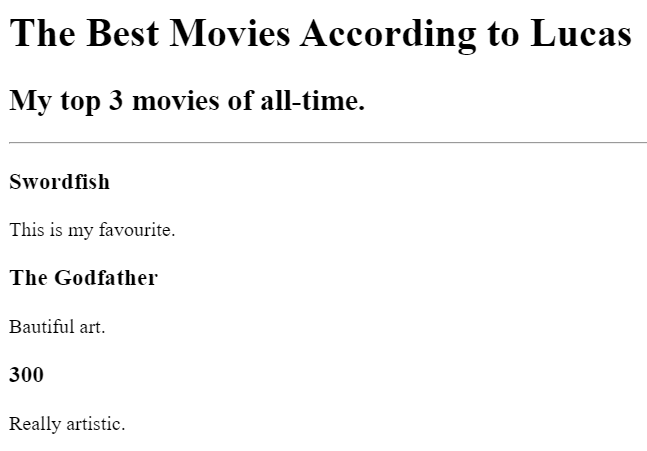 The Best Movies According to Lucas
My top 3 movies of all-time.
Swordfish
This is my favourite.
The Godfather
Bautiful art.
300
Really artistic.